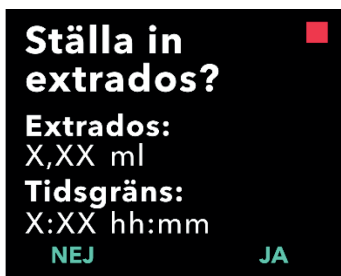 Ställa in
extrados?
Extrados:
X,XX ml
Tidsgräns:
X:XX hh:mm
NEJ JA